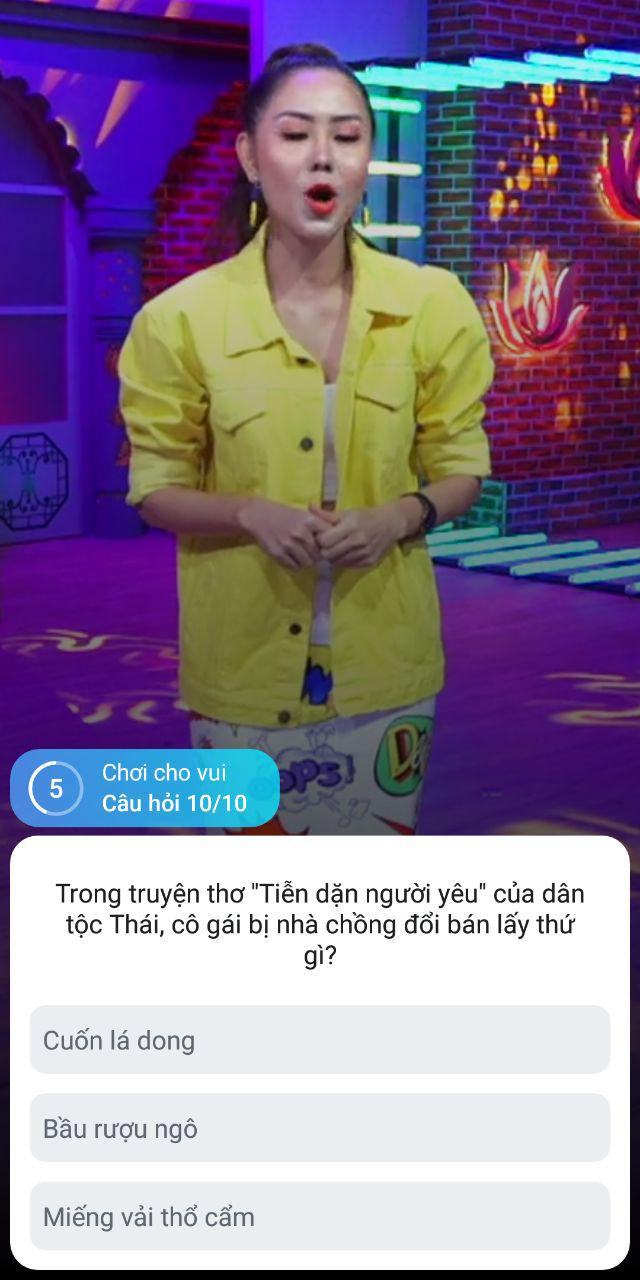 OOPS!
5
Chơi cho vui
Câu hỏi 10/10
Trong truyện thơ "Tiễn dặn người yêu" của dân
tộc Thái, cô gái bị nhà chồng đổi bán lấy thứ
gì?
Cuốn lá dong
Bầu rượu ngô
Miếng vải thổ cẩm